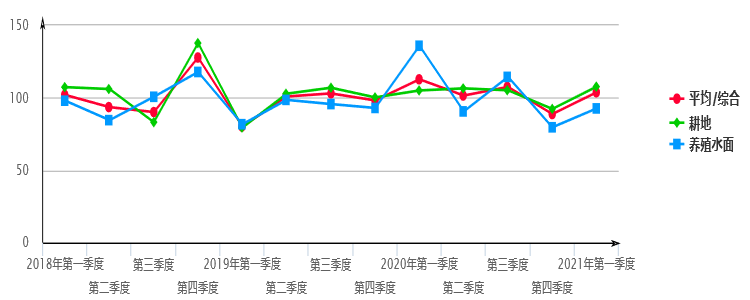 150
100
50
0
2018年第一季度
第二季度
第三季度
第四季度
2019年第一季度
第二季度
第三季度
第四季度
2020年第一季度
第二季度
第三季度
第四季度
2021年第一季度
平均/综合
耕地
养殖水面